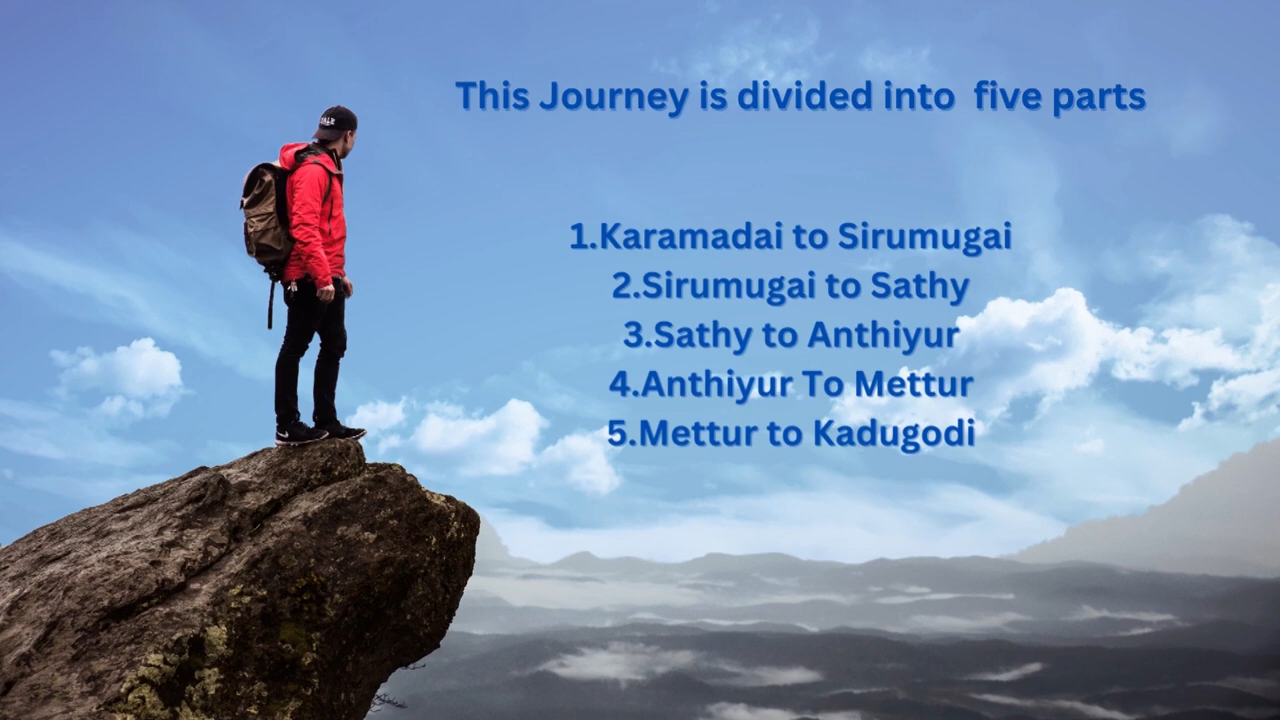 This Journey is divided into  five parts
1.Karamadai to Sirumugai
2.Sirumugai to Sathy
3.Sathy to Anthiyur
4.Anthiyur To Mettur
5.Mettur to Kadugodi